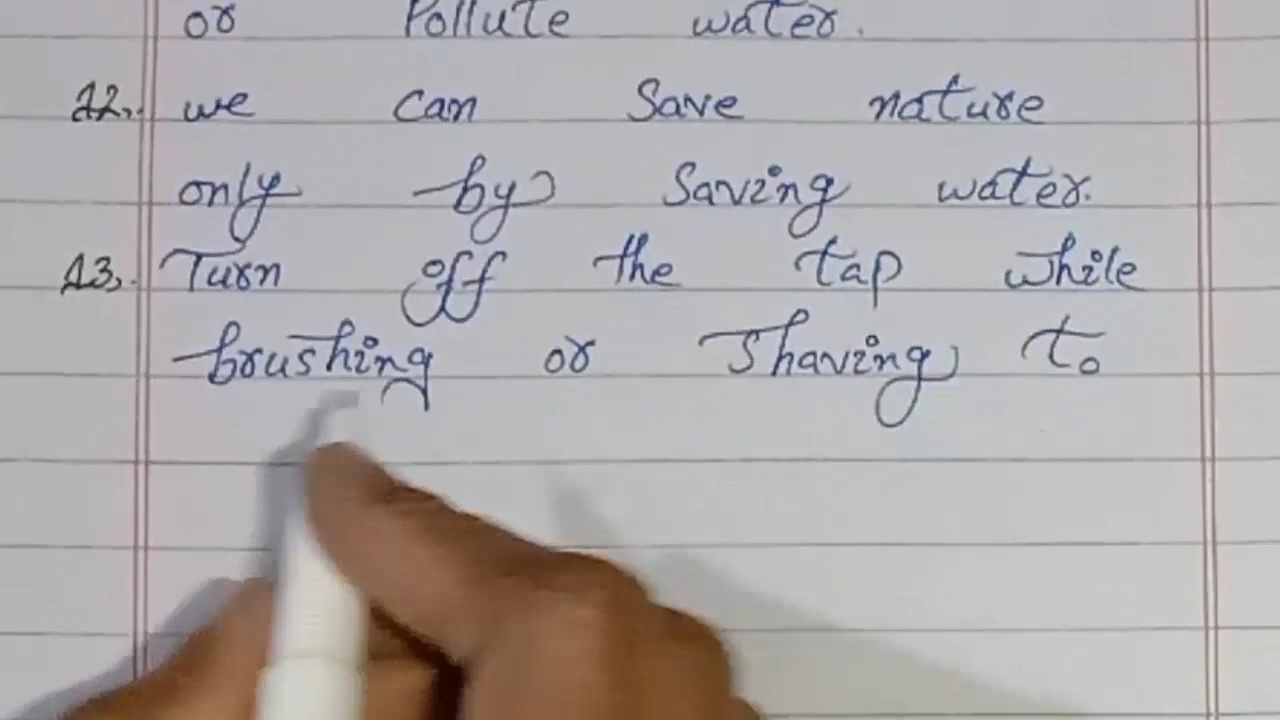 or Pollute water.
12. we can Save nature
only by Saving water.
13. Turn off the tap while
brushing or Shaving to